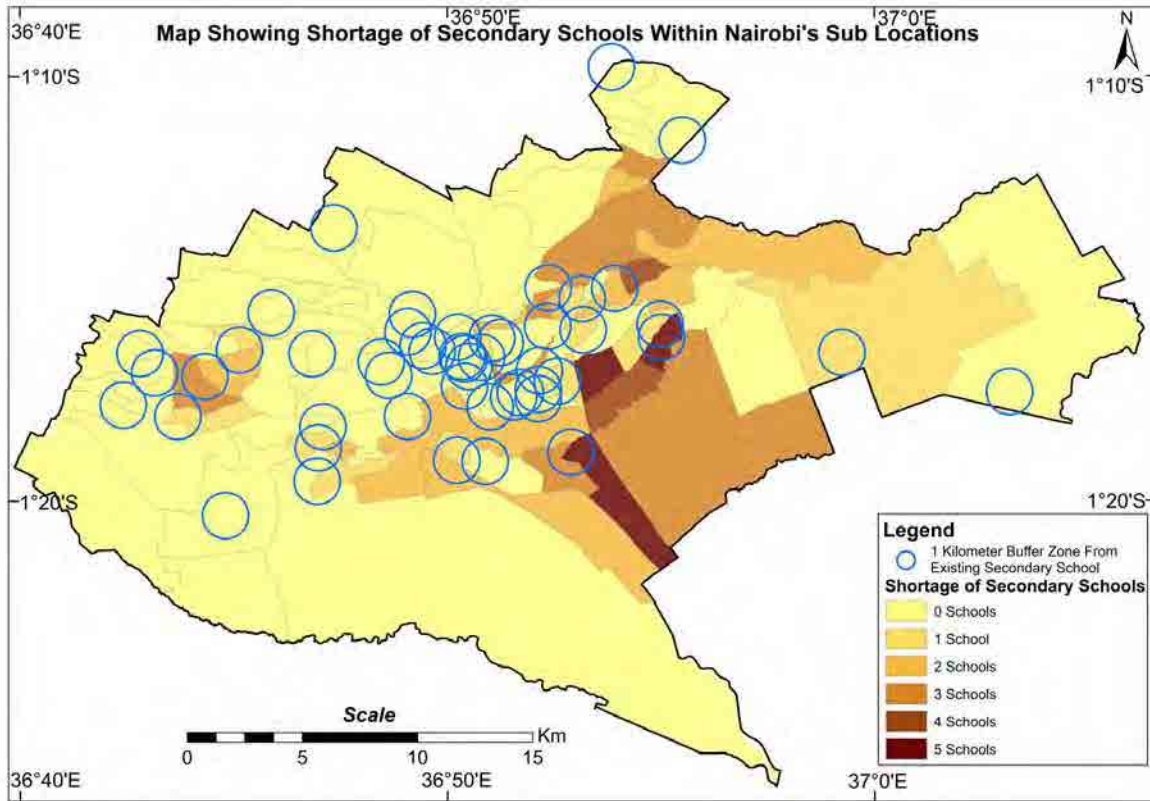 36°40'E
36°50'E
37°0'E
Map Showing Shortage of Secondary Schools Within Nairobi's Sub Locations
N
1°10'S
1°10'S
1°20'S
1°20'S
Legend
1 Kilometer Buffer Zone From
Existing Secondary School
Shortage of Secondary Schools
0 Schools
1 School
2 Schools
3 Schools
4 Schools
5 Schools
Scale
Km
0 5 10 15
36°40'E
36°50'E
37°0'E